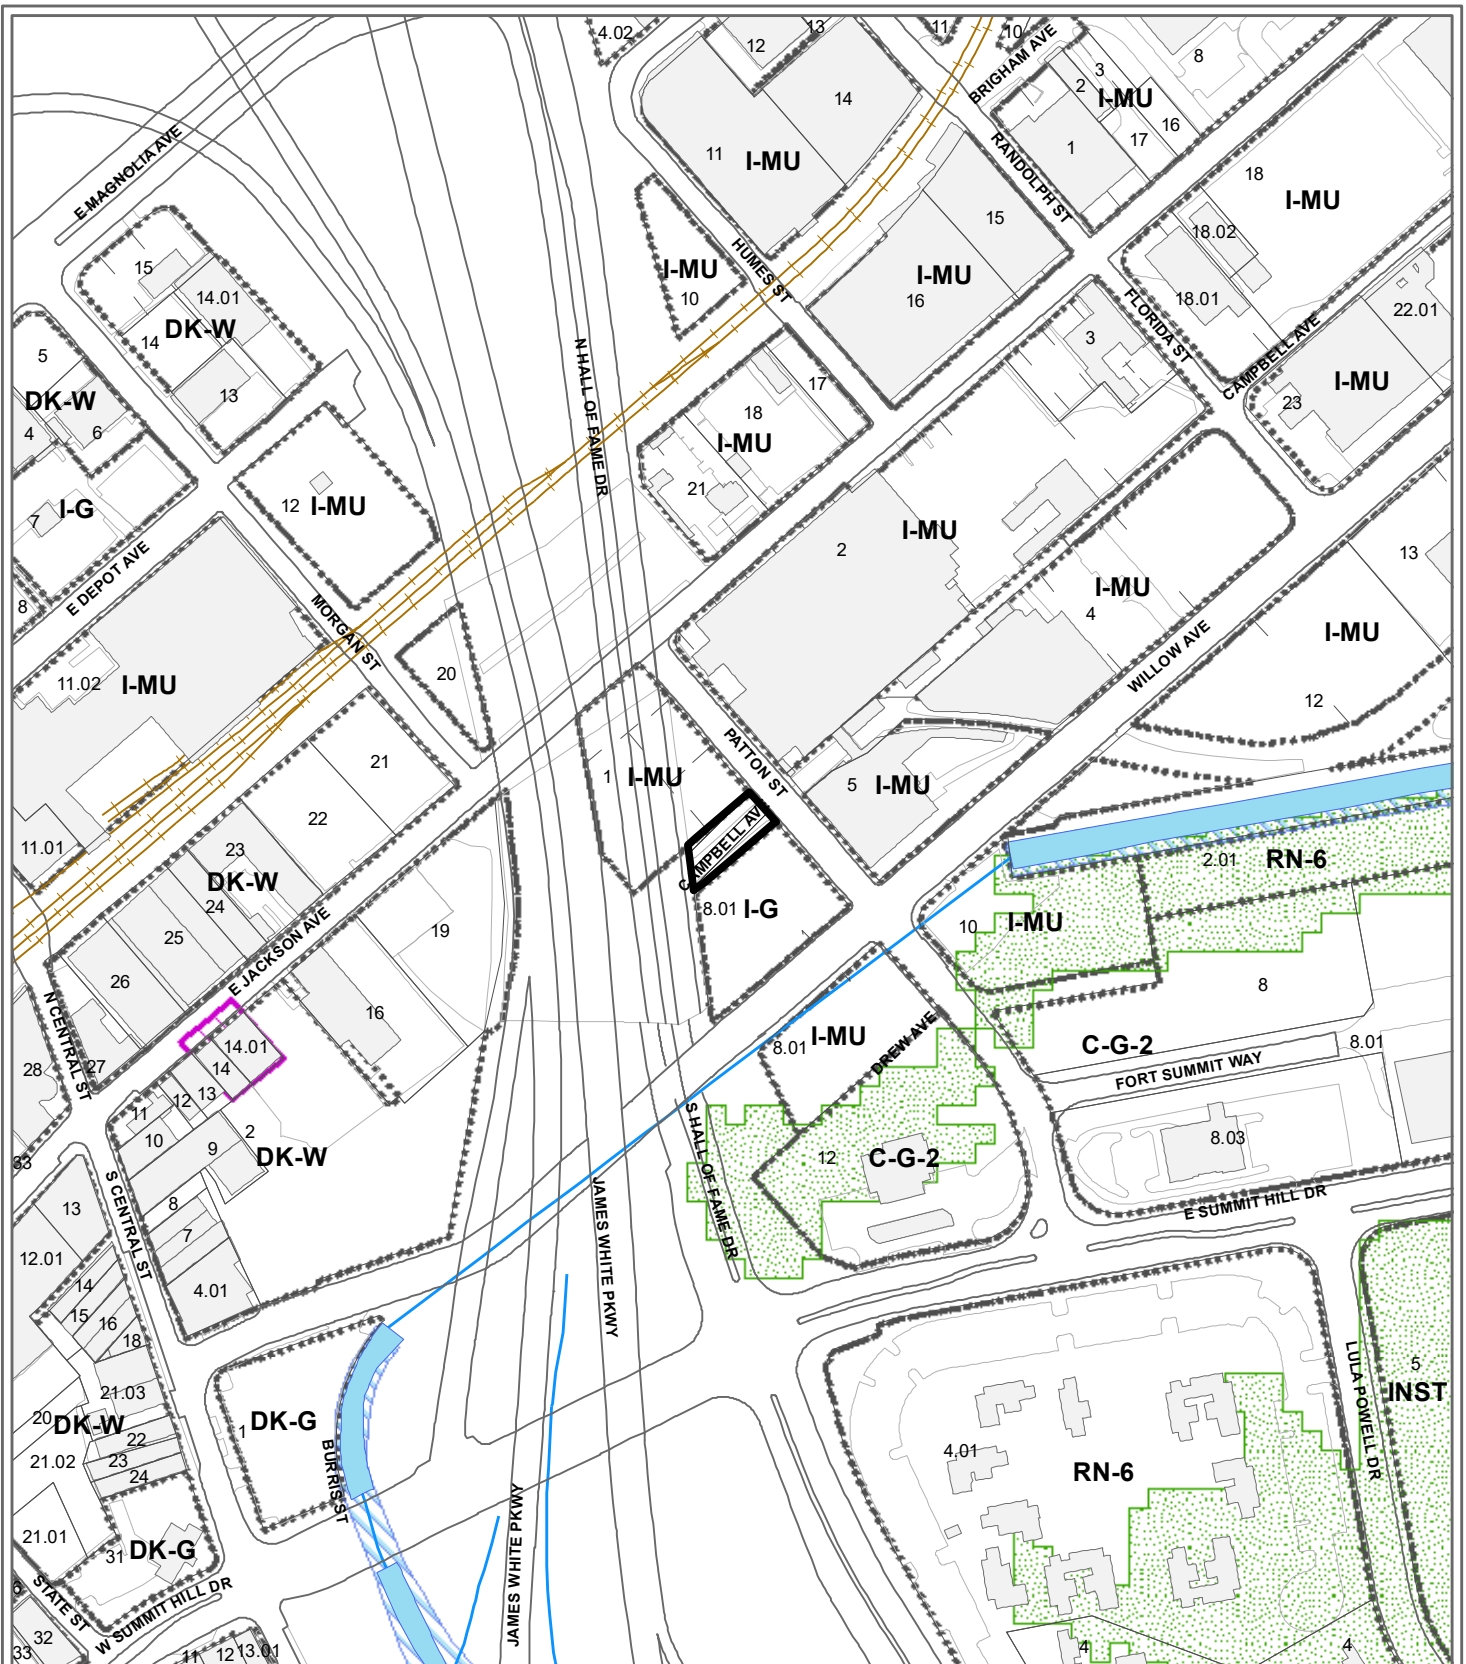 4.02
12
13
11
10
BRIGHAM AVE
3
2
I-MU
8
14
11
I-MU
1
17
16
E MAGNOLIA AVE
RANDOLPH ST
18
I-MU
15
18.02
15
14.01
DK-W
14
HUMES ST
I-MU
10
I-MU
16
18.01
FLORIDA ST
22.01
CAMPBELL AVE
5
DK-W
4
6
13
N HALL OF FAME DR
3
17
18
I-MU
21
I-MU
23
I-G
7
12
I-MU
2
I-MU
13
E DEPOT AVE
8
MORGAN ST
I-MU
4
I-MU
WILLOW AVE
11.02
I-MU
20
12
21
PATTON ST
1
I-MU
5
I-MU
22
11.01
23
DK-W
24
25
26
E JACKSON AVE
19
8.01
I-G
2.01
RN-6
10
I-MU
8
N CENTRAL ST
28
27
16
14.01
14
13
12
11
10
9
2
DK-W
8
7
4.01
8.01
I-MU
DREW AVE
C-G-2
8.01
FORT SUMMIT WAY
8.03
33
13
12.01
S CENTRAL ST
14
15
16
18
S HALL OF FAME DR
12
C-G-2
E SUMMIT HILL DR
JAMES WHITE PKWY
21.03
20
DK-W
22
21.02
23
24
1
DK-G
BURRIS ST
4.01
RN-6
LULA POWELL DR
5
INST
21.01
31
DK-G
STATE ST
W SUMMIT HILL DR
JAMES WHITE PKWY
32
33
11
12
13.01
4
4